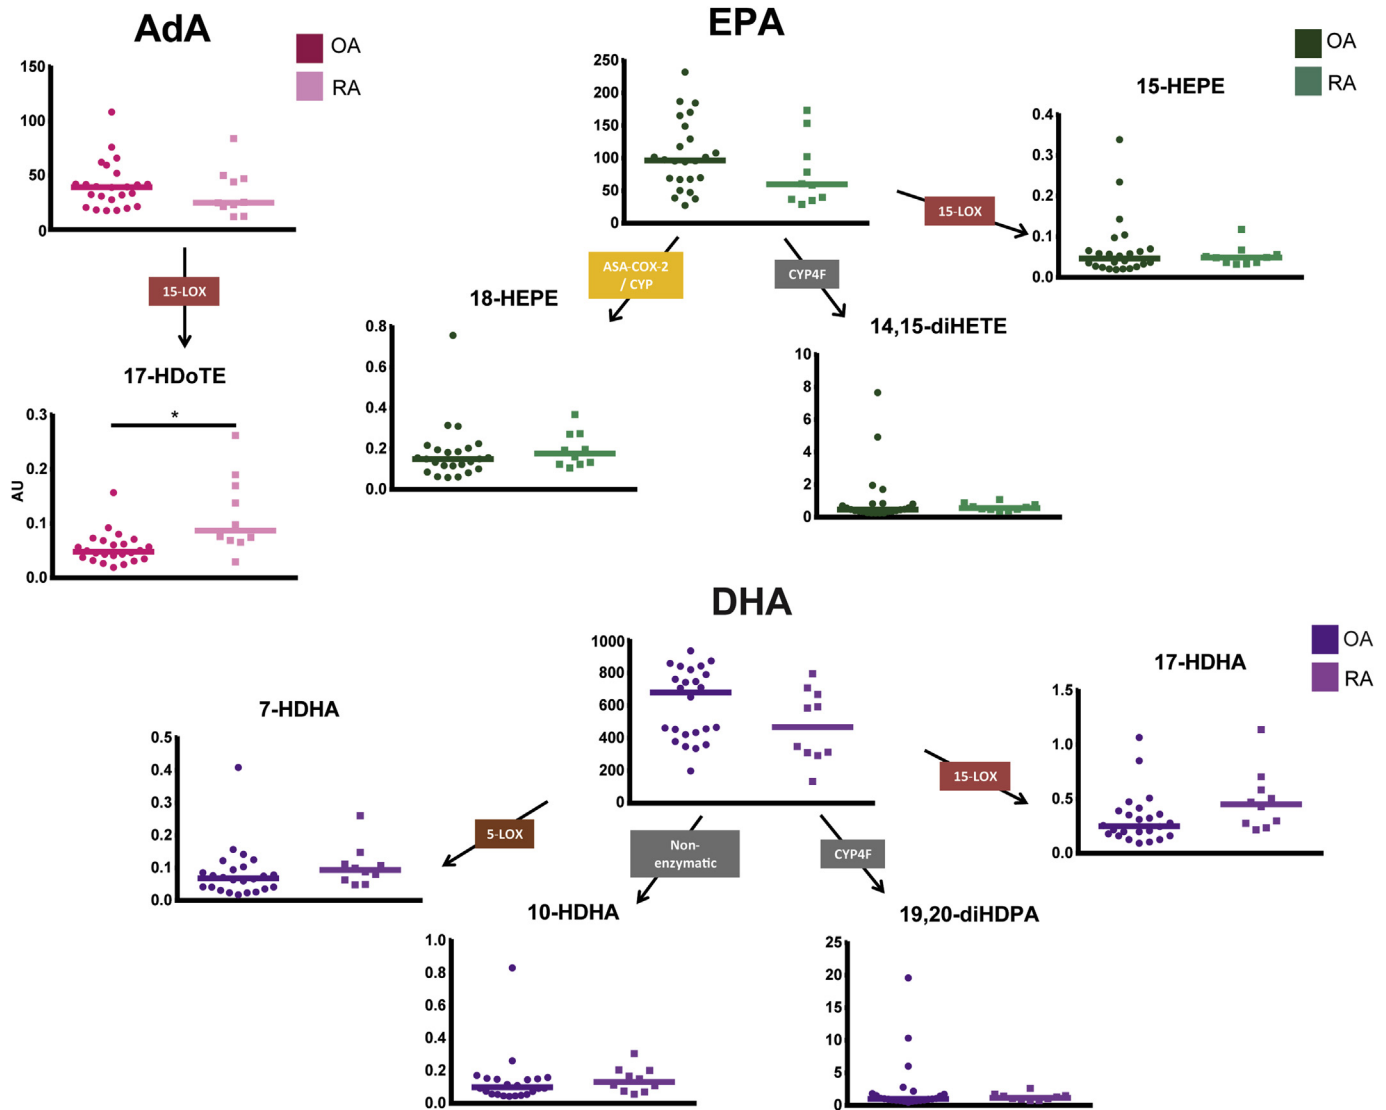 AdA
OA
RA
150
100
50
0
15-LOX
17-HDoTE
*
AU
0.3
0.2
0.1
0.0
EPA
OA
RA
250
200
150
100
50
0
15-LOX
15-HEPE
0.4
0.3
0.2
0.1
0.0
ASA-COX-2
/ CYP
CYP4F
18-HEPE
0.8
0.6
0.4
0.2
0.0
14,15-diHETE
10
8
6
4
2
0
DHA
OA
RA
1000
800
600
400
200
0
15-LOX
17-HDHA
1.5
1.0
0.5
0.0
5-LOX
7-HDHA
0.5
0.4
0.3
0.2
0.1
0.0
Non-
enzymatic
CYP4F
10-HDHA
1.0
0.8
0.6
0.4
0.2
0.0
19,20-diHDPA
25
20
15
10
5
0